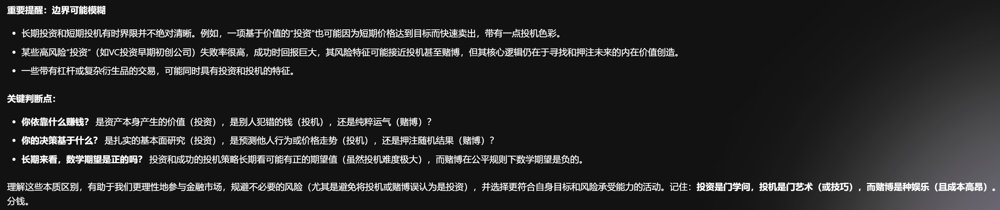 重要提醒：边界可能模糊
• 长期投资和短期投机有时界限并不绝对清晰。例如，一项基于价值的“投资”也可能因为短期价格达到目标而快速卖出，带有一点投机色彩。
• 某些高风险“投资”（如VC投资早期初创公司）失败率很高，成功时回报巨大，其风险特征可能接近投机甚至赌博，但其核心逻辑仍在于寻找和押注未来的内在价值创造。
• 一些带有杠杆或复杂衍生品的交易，可能同时具有投资和投机的特征。
关键判断点：
• 你依靠什么赚钱？ 是资产本身产生的价值（投资），是别人犯错的钱（投机），还是纯粹运气（赌博）？
• 你的决策基于什么？ 是扎实的基本面研究（投资），是预测他人行为或价格走势（投机），还是押注随机结果（赌博）？
• 长期来看，数学期望是正的吗？ 投资和成功的投机策略长期看可能有正的期望值（虽然投机难度极大），而赌博在公平规则下数学期望是负的。
理解这些本质区别，有助于我们更理性地参与金融市场，规避不必要的风险（尤其是避免将投机或赌博误认为是投资），并选择更符合自身目标和风险承受能力的活动。记住：投资是门学问，投机是门艺术（或技巧），而赌博是种娱乐（且成本高昂）。
分钱。